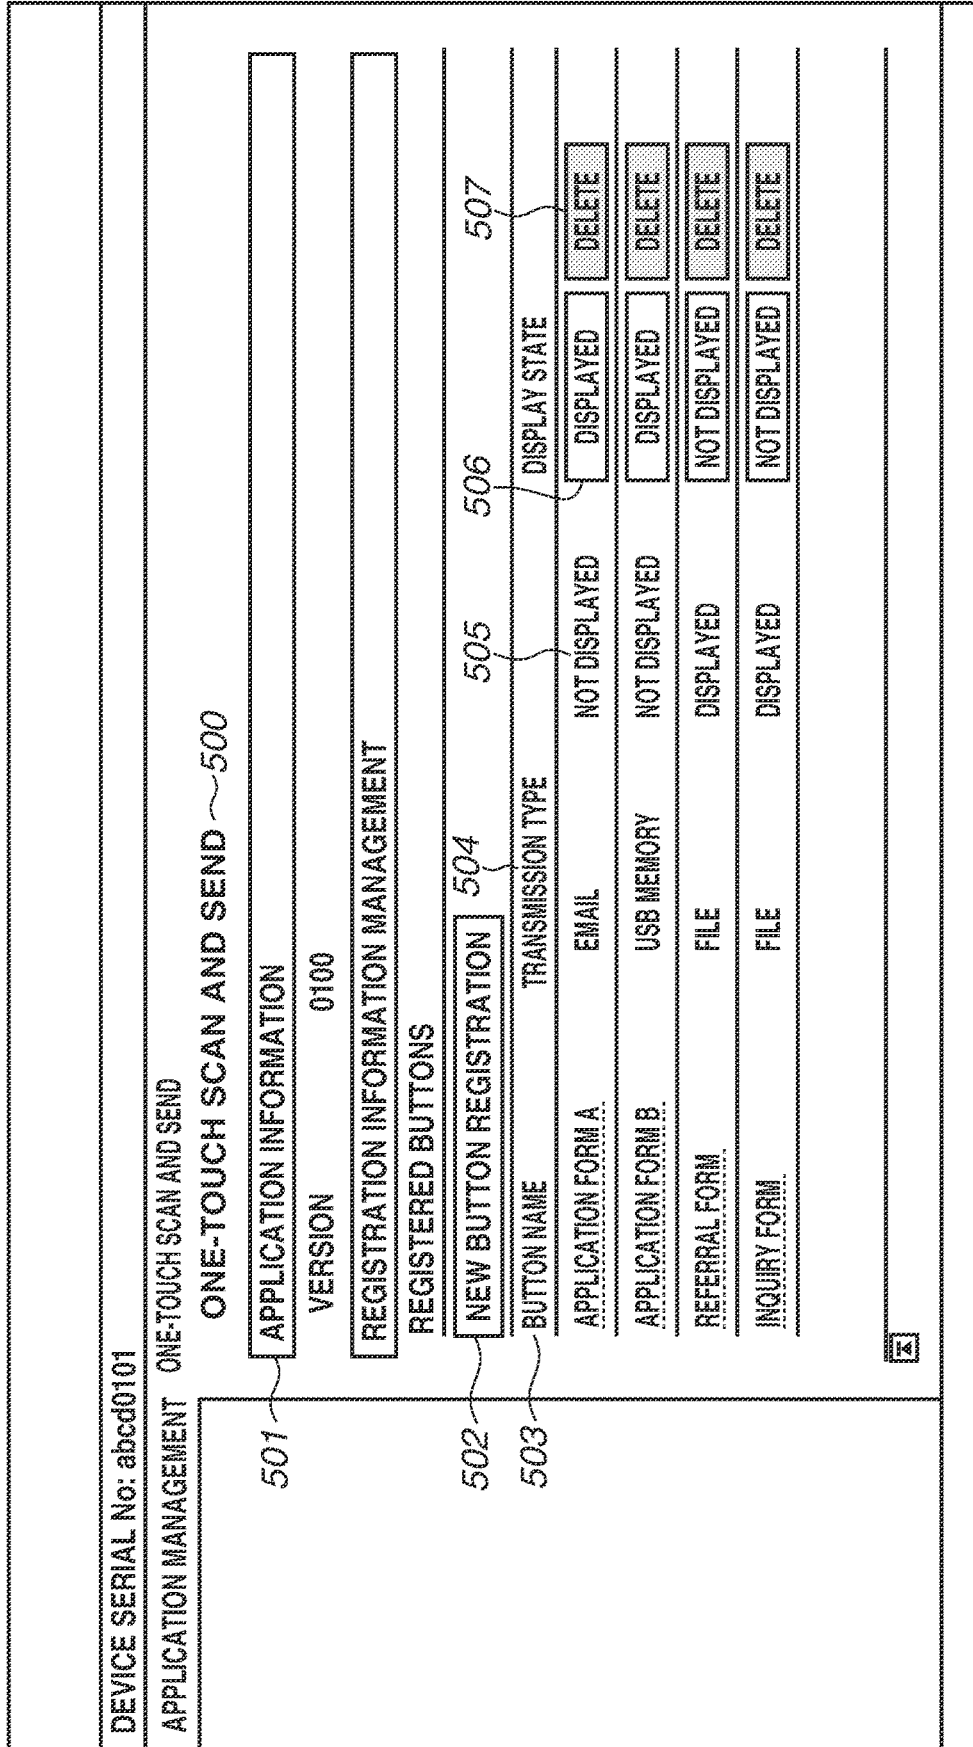 DEVICE SERIAL No: abcd0101
APPLICATION MANAGEMENT ONE-TOUCH SCAN AND SEND
ONE-TOUCH SCAN AND SEND 500
501 APPLICATION INFORMATION
VERSION 0100
REGISTRATION INFORMATION MANAGEMENT
REGISTERED BUTTONS
502 NEW BUTTON REGISTRATION 504 505 506 507
503 BUTTON NAME TRANSMISSION TYPE DISPLAY STATE
APPLICATION FORM A EMAIL NOT DISPLAYED DISPLAYED DELETE
APPLICATION FORM B USB MEMORY NOT DISPLAYED DISPLAYED DELETE
REFERRAL FORM FILE DISPLAYED NOT DISPLAYED DELETE
INQUIRY FORM FILE DISPLAYED NOT DISPLAYED DELETE